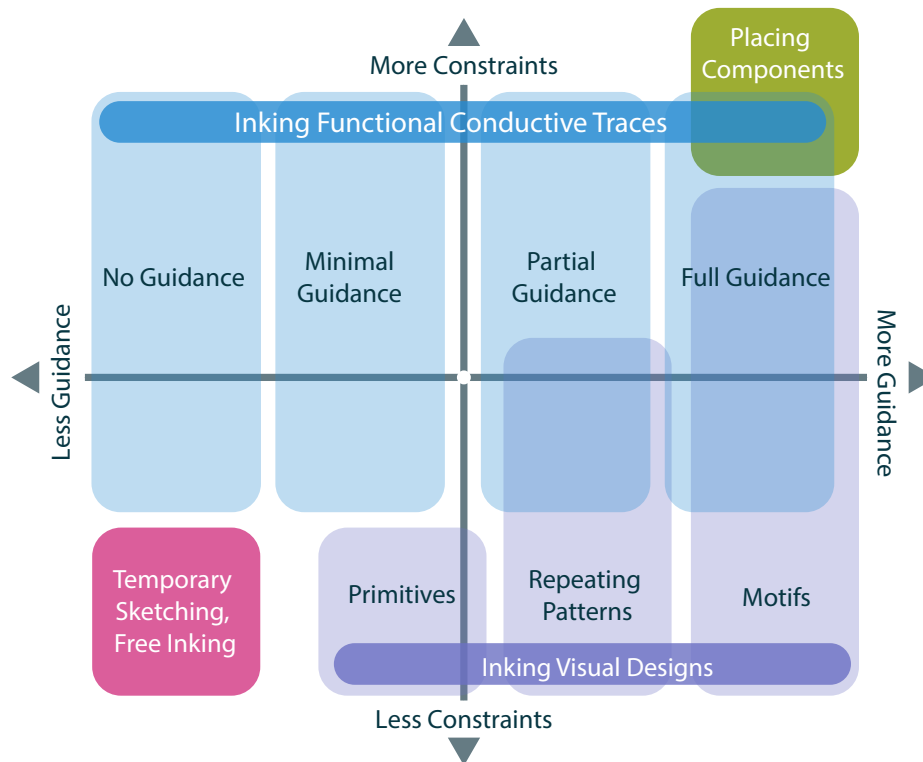 Placing
Components
More Constraints
Inking Functional Conductive Traces
No Guidance
Minimal
Guidance
Partial
Guidance
Full Guidance
Less Guidance
More Guidance
Temporary
Sketching,
Free Inking
Primitives
Repeating
Patterns
Motifs
Inking Visual Designs
Less Constraints